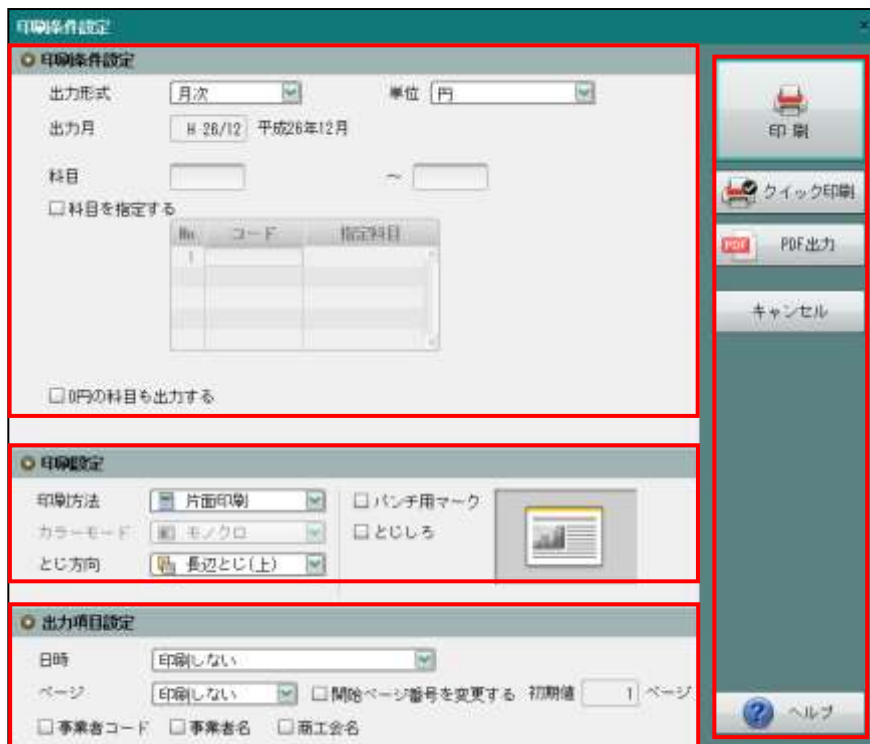 印刷条件設定
印刷条件設定
出力形式 月次 単位 円
出力月 H 26/12 平成26年12月
科目 ～
科目を指定する
No. コード 指定科目
1
0円の科目も出力する
印刷設定
印刷方法 片面印刷 パンチ用マーク
カラーモード モノクロ とじしろ
とじ方向 長辺とじ(上)
出力項目設定
日時 印刷しない
ページ 印刷しない 開始ページ番号を変更する 初期値 1 ページ
事業者コード 事業者名 商工会名
印刷
クイック印刷
PDF PDF出力
キャンセル
? ヘルプ